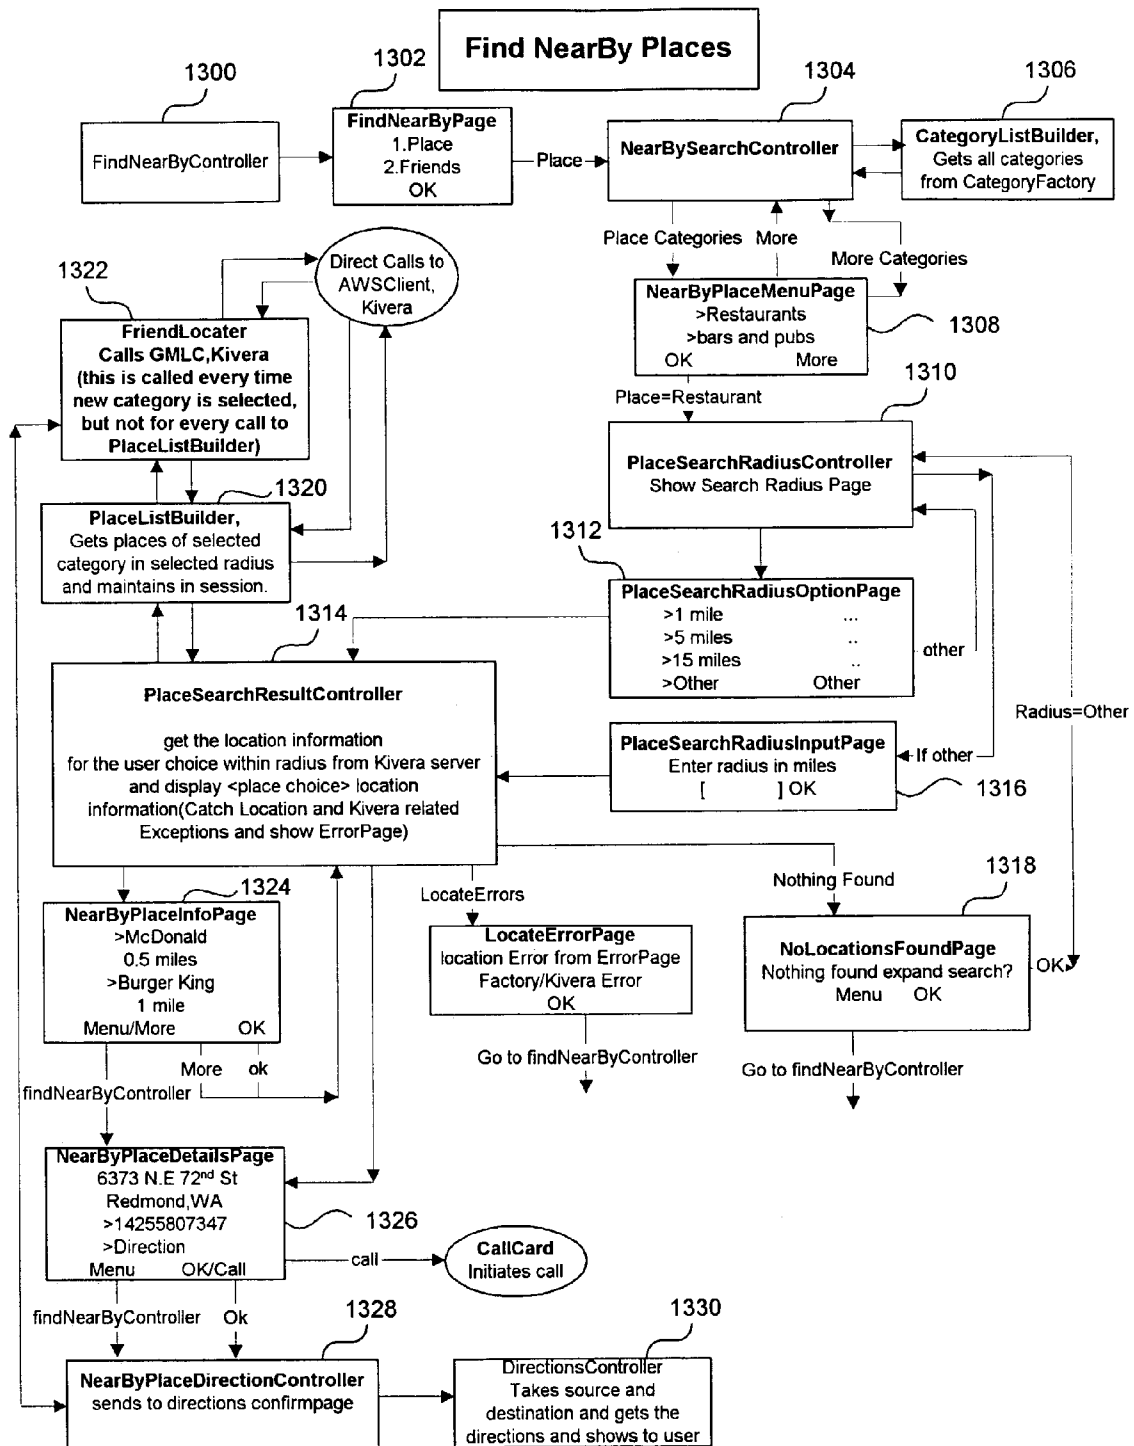 Find NearBy Places
1300
1302
1304
1306
FindNearByController
FindNearByPage
1.Place
2.Friends
OK
Place
NearBySearchController
CategoryListBuilder,
Gets all categories
from CategoryFactory
Place Categories
More
More Categories
1322
Direct Calls to
AWSClient,
Kivera
FriendLocater
Calls GMLC,Kivera
(this is called every time
new category is selected,
but not for every call to
PlaceListBuilder)
NearByPlaceMenuPage
>Restaurants
>bars and pubs
OK More
1308
Place=Restaurant
1310
PlaceSearchRadiusController
Show Search Radius Page
1320
PlaceListBuilder,
Gets places of selected
category in selected radius
and maintains in session.
1312
PlaceSearchRadiusOptionPage
>1 mile ...
>5 miles ..
>15 miles ..
>Other Other
other
Radius=Other
1314
PlaceSearchResultController
get the location information
for the user choice within radius from Kivera server
and display <place choice> location
information(Catch Location and Kivera related
Exceptions and show ErrorPage)
PlaceSearchRadiusInputPage
Enter radius in miles
[ ] OK
If other
1316
1324
NearByPlaceInfoPage
>McDonald
0.5 miles
>Burger King
1 mile
Menu/More OK
LocateErrors
Nothing Found
1318
LocateErrorPage
location Error from ErrorPage
Factory/Kivera Error
OK
NoLocationsFoundPage
Nothing found expand search?
Menu OK
OK
More
ok
findNearByController
Go to findNearByController
Go to findNearByController
NearByPlaceDetailsPage
6373 N.E 72nd St
Redmond,WA
>14255807347
>Direction
Menu OK/Call
1326
call
CallCard
Initiates call
findNearByController
Ok
1328
1330
NearByPlaceDirectionController
sends to directions confirmpage
DirectionsController
Takes source and
destination and gets the
directions and shows to user